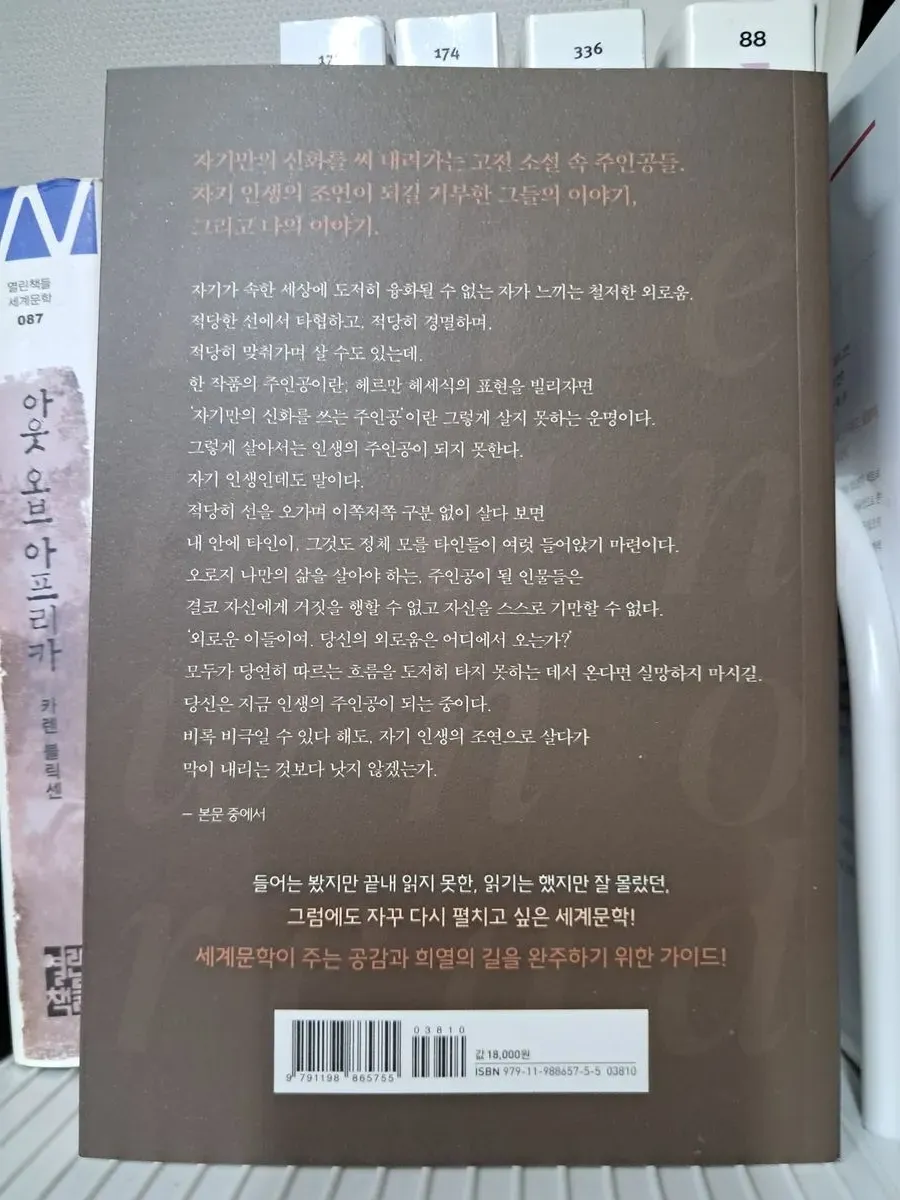 174
336
88
열린책들
세계문학
087
아웃 오브 아프리카
카렌 블릭센
자기만의 신화를 써 내려가는 고전 소설 속 주인공들.
자기 인생의 조연이 되길 거부한 그들의 이야기,
그리고 나의 이야기.
자기가 속한 세상에 도저히 융화될 수 없는 자가 느끼는 철저한 외로움.
적당한 선에서 타협하고, 적당히 경멸하며,
적당히 맞춰가며 살 수도 있는데.
한 작품의 주인공이란, 헤르만 헤세식의 표현을 빌리자면
'자기만의 신화를 쓰는 주인공'이란 그렇게 살지 못하는 운명이다.
그렇게 살아서는 인생의 주인공이 되지 못한다.
자기 인생인데도 말이다.
적당히 선을 오가며 이쪽저쪽 구분 없이 살다 보면
내 안에 타인이, 그것도 정체 모를 타인들이 여럿 들어앉기 마련이다.
오로지 나만의 삶을 살아야 하는, 주인공이 될 인물들은
결코 자신에게 거짓을 행할 수 없고 자신을 스스로 기만할 수 없다.
'외로운 이들이여. 당신의 외로움은 어디에서 오는가?'
모두가 당연히 따르는 흐름을 도저히 타지 못하는 데서 온다면 실망하지 마시길.
당신은 지금 인생의 주인공이 되는 중이다.
비록 비극일 수 있다 해도, 자기 인생의 조연으로 살다가
막이 내리는 것보다 낫지 않겠는가.
– 본문 중에서
들어는 봤지만 끝내 읽지 못한, 읽기는 했지만 잘 몰랐던,
그럼에도 자꾸 다시 펼치고 싶은 세계문학!
세계문학이 주는 공감과 희열의 길을 완주하기 위한 가이드!
03810
9 791198 865755
값 18,000원
ISBN 979-11-988657-5-5 03810